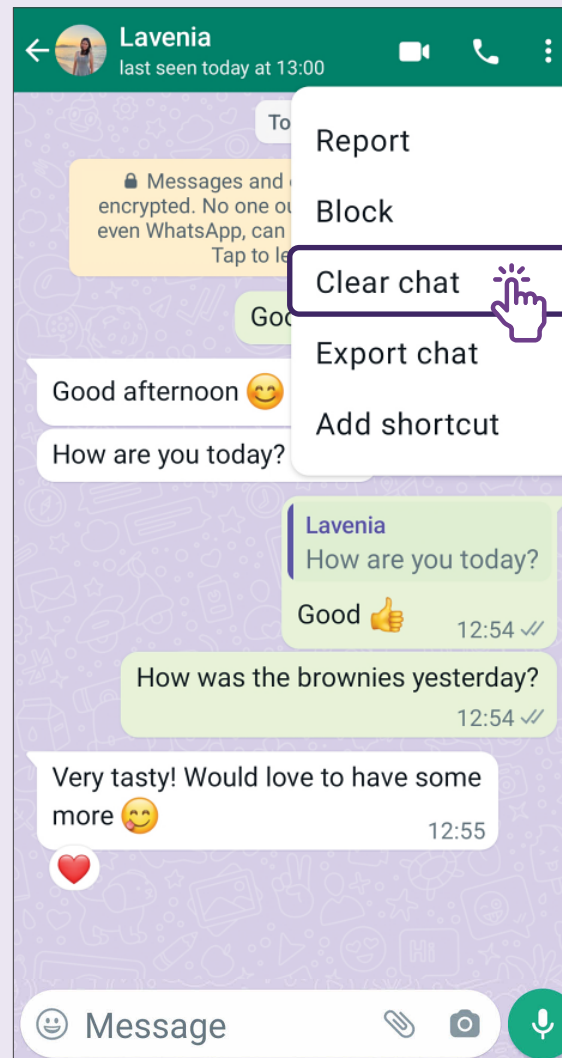 Lavenia
last seen today at 13:00
To
Report
Messages and
encrypted. No one
Block
even WhatsApp, can
Tap to
Clear chat
Export chat
Good afternoon 😊
Add shortcut
How are you today?
Lavenia
How are you today?
Good 👍
12:54
How was the brownies yesterday?
12:54
Very tasty! Would love to have some
more 😋
12:55
❤️
Message